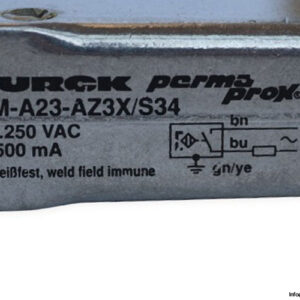 URCK perma
M-A23-AZ3X/S34 prox
.250 VAC bn
500 mA bu
eißfest, weld field immune gn/ye